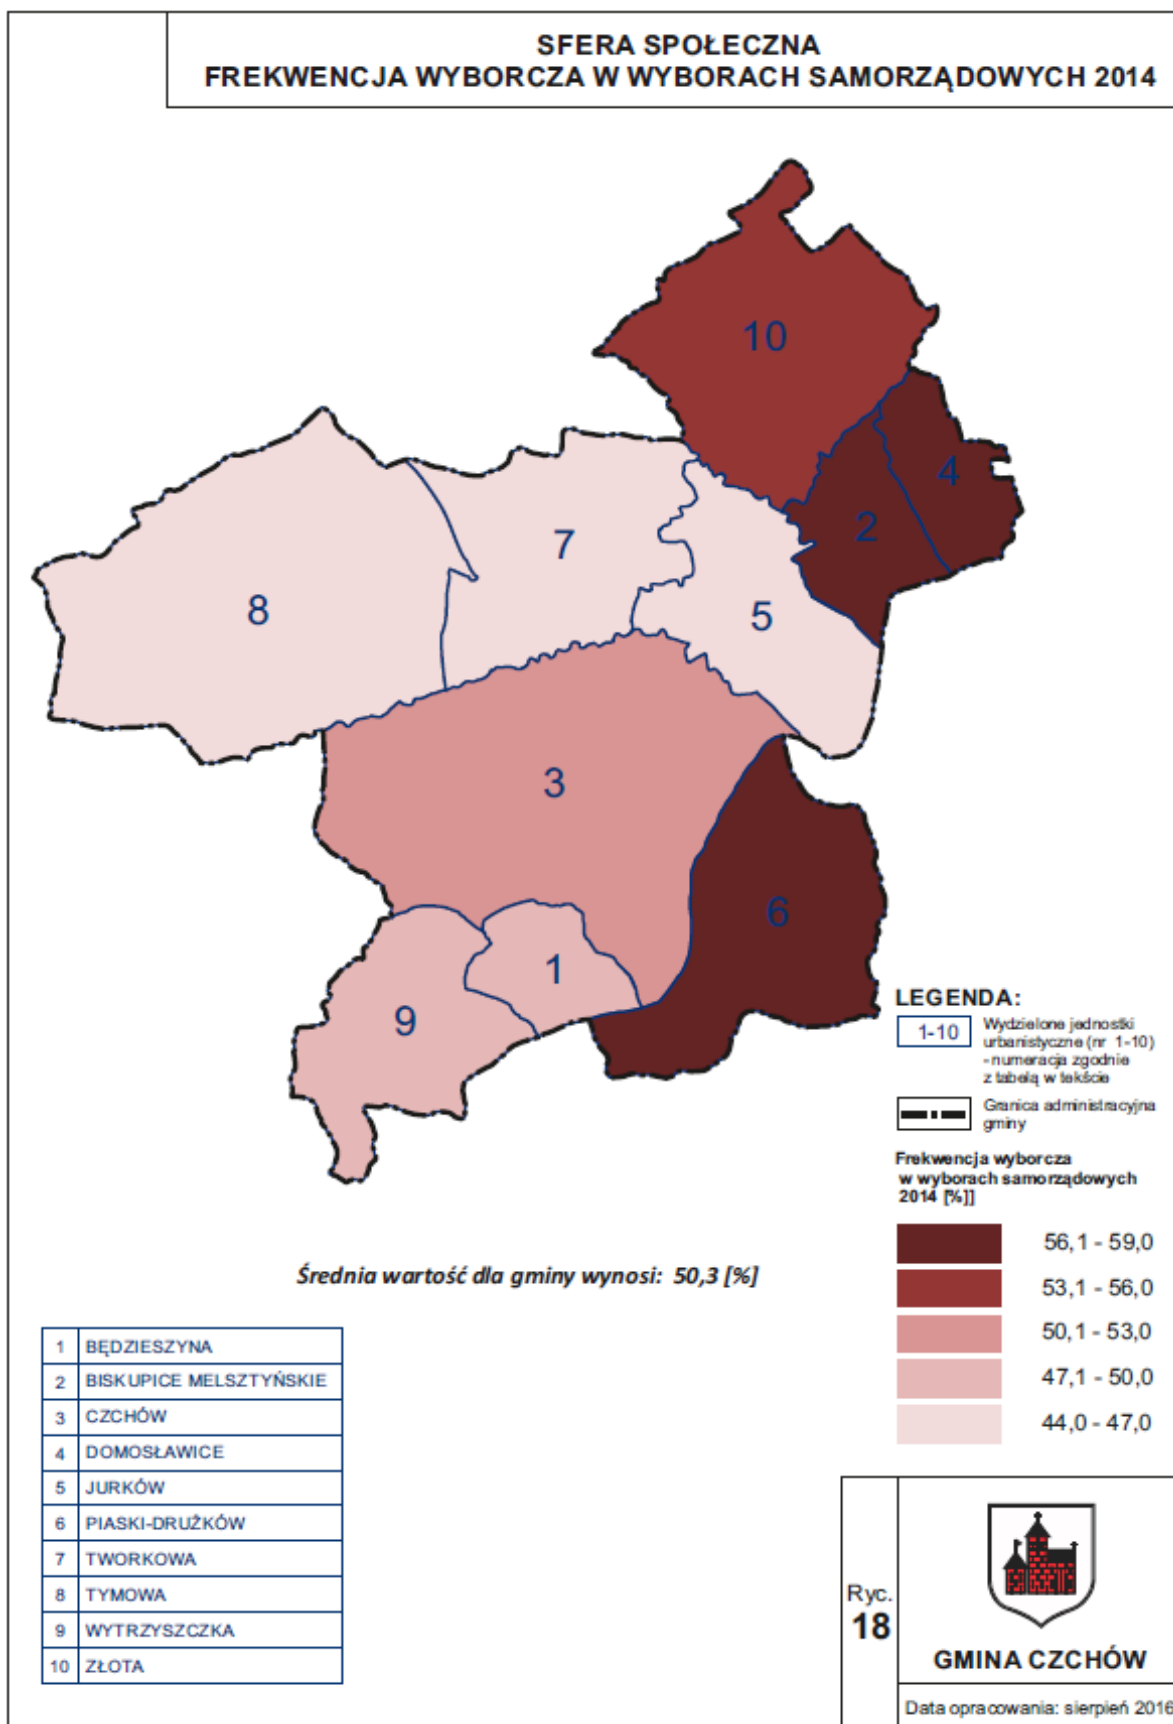 SFERA SPOŁECZNA
FREKWENCJA WYBORCZA W WYBORACH SAMORZĄDOWYCH 2014
10
4
2
7
5
8
3
6
1
9
LEGENDA:
1-10
Wydzielone jednostki
urbanistyczne (nr 1-10)
- numeracja zgodnie
z tabelą w tekście
Granica administracyjna
gminy
Frekwencja wyborcza
w wyborach samorządowych
2014 [%]]
56,1 - 59,0
53,1 - 56,0
50,1 - 53,0
47,1 - 50,0
44,0 - 47,0
Średnia wartość dla gminy wynosi: 50,3 [%]
1 BĘDZIESZYNA
2 BISKUPICE MELSZTYŃSKIE
3 CZCHÓW
4 DOMOSŁAWICE
5 JURKÓW
6 PIASKI-DRUŻKÓW
7 TWORKOWA
8 TYMOWA
9 WYTRZYSZCZKA
10 ZŁOTA
Ryc.
18
GMINA CZCHÓW
Data opracowania: sierpień 2016